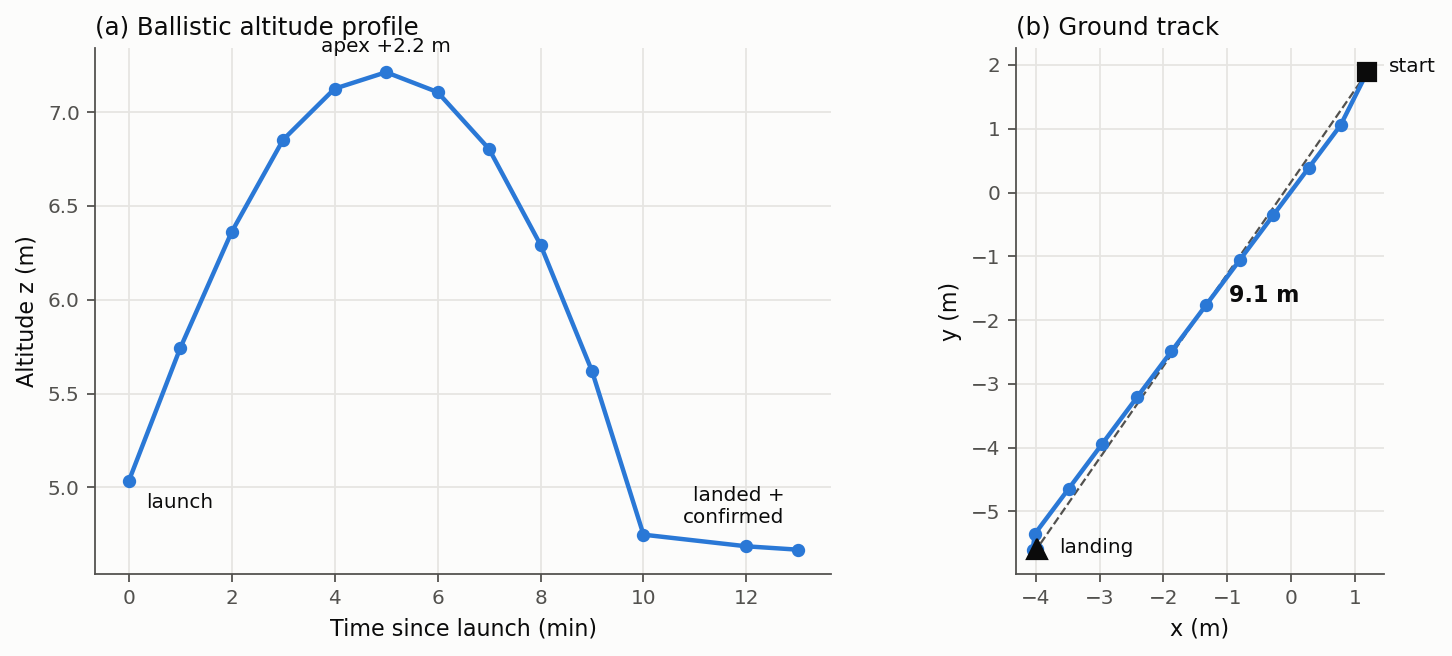 (a) Ballistic altitude profile
apex +2.2 m
7.0
6.5
6.0
5.5
5.0
Altitude z (m)
launch
landed +
confirmed
0 2 4 6 8 10 12
Time since launch (min)
(b) Ground track
2
1
0
−1
−2
−3
−4
−5
y (m)
start
9.1 m
landing
−4 −3 −2 −1 0 1
x (m)